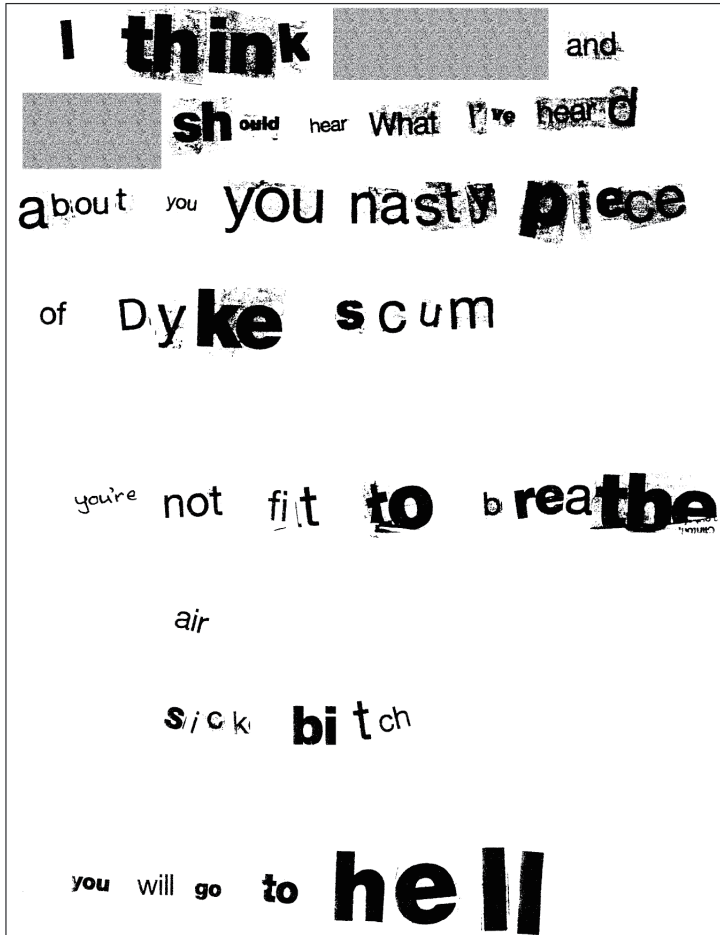 I think and
should hear What I've heard
about you you nasty piece
of Dyke scum
you're not fit to breathe
air
sick bitch
you will go to hell